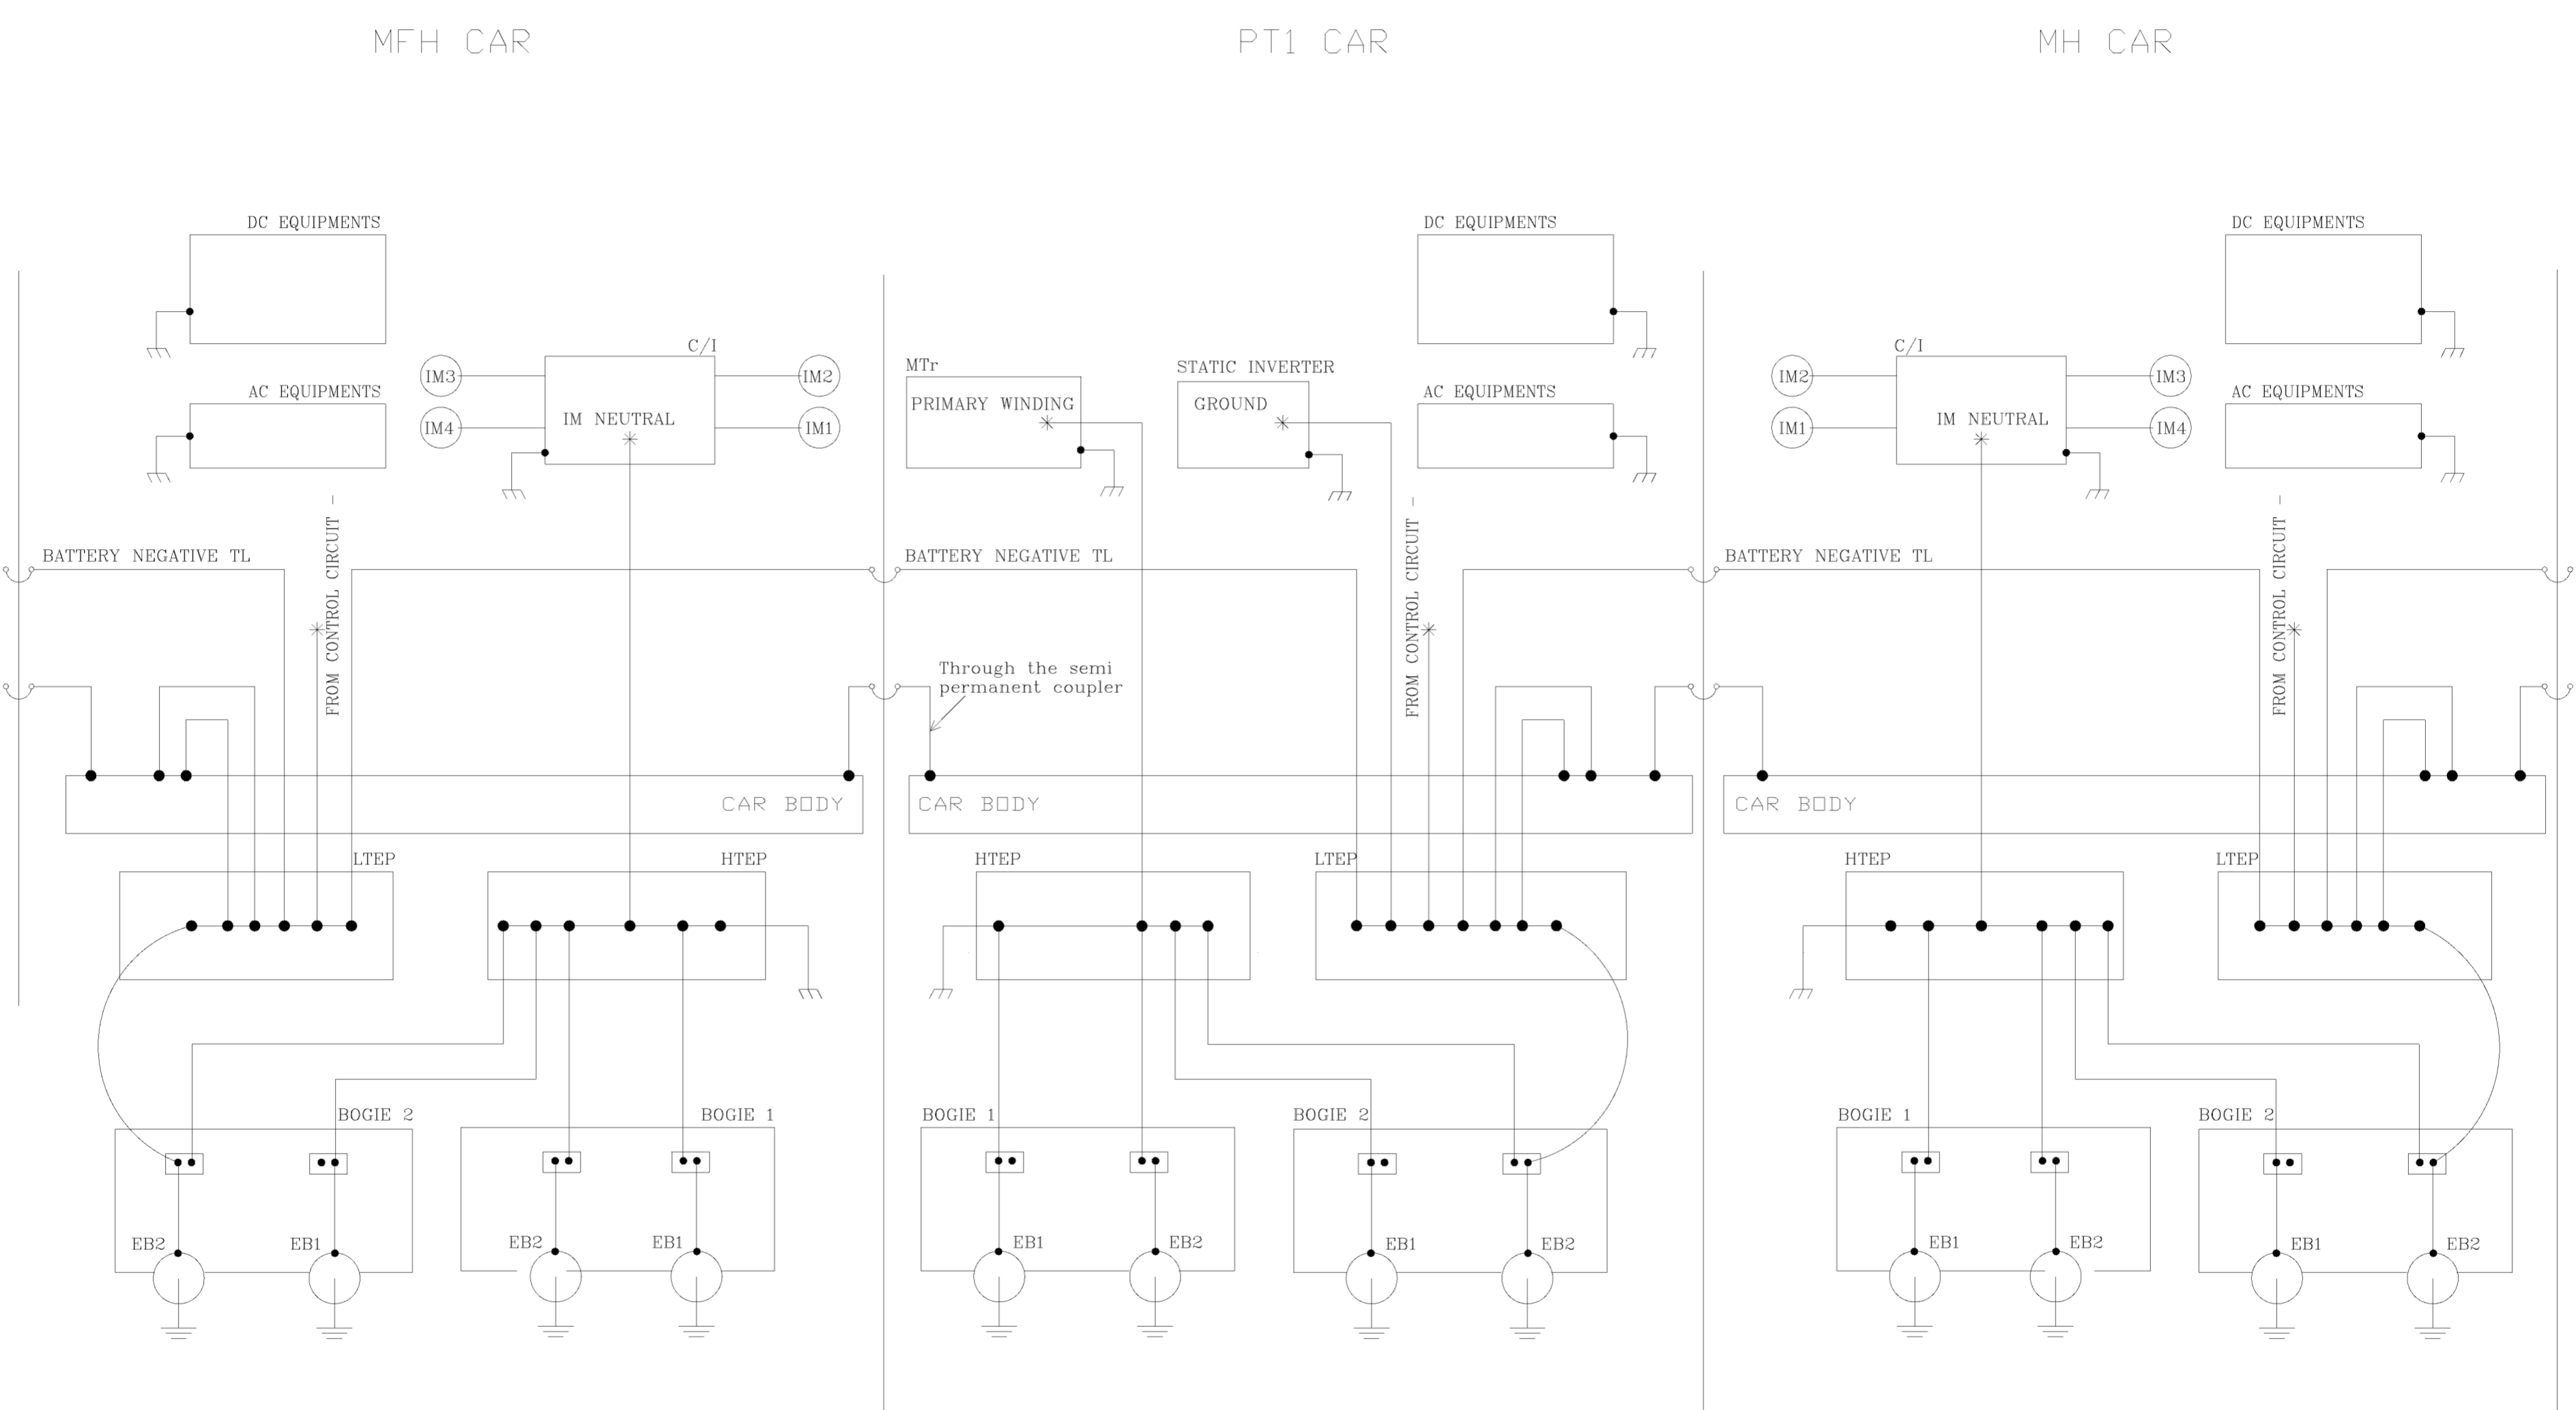 MFH CAR
PT1 CAR
MH CAR
DC EQUIPMENTS
AC EQUIPMENTS
C/I
IM3
IM4
IM NEUTRAL
IM2
IM1
FROM CONTROL CIRCUIT -
BATTERY NEGATIVE TL
CAR BODY
LTEP
HTEP
BOGIE 2
BOGIE 1
EB2
EB1
EB2
EB1
DC EQUIPMENTS
MTr
PRIMARY WINDING
STATIC INVERTER
GROUND
AC EQUIPMENTS
FROM CONTROL CIRCUIT -
BATTERY NEGATIVE TL
Through the semi
permanent coupler
CAR BODY
HTEP
LTEP
BOGIE 1
BOGIE 2
EB1
EB2
EB1
EB2
DC EQUIPMENTS
C/I
IM2
IM1
IM NEUTRAL
IM3
IM4
AC EQUIPMENTS
FROM CONTROL CIRCUIT -
BATTERY NEGATIVE TL
CAR BODY
HTEP
LTEP
BOGIE 1
BOGIE 2
EB1
EB2
EB1
EB2